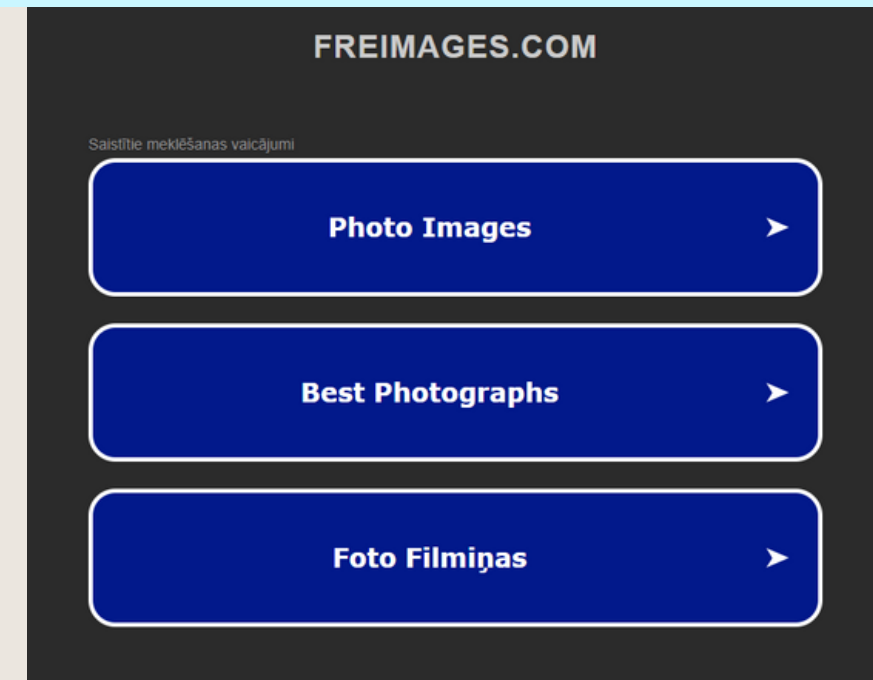 FREIMAGES.COM
Saistītie meklēšanas vaicājumi
Photo Images
Best Photographs
Foto Filmiņas